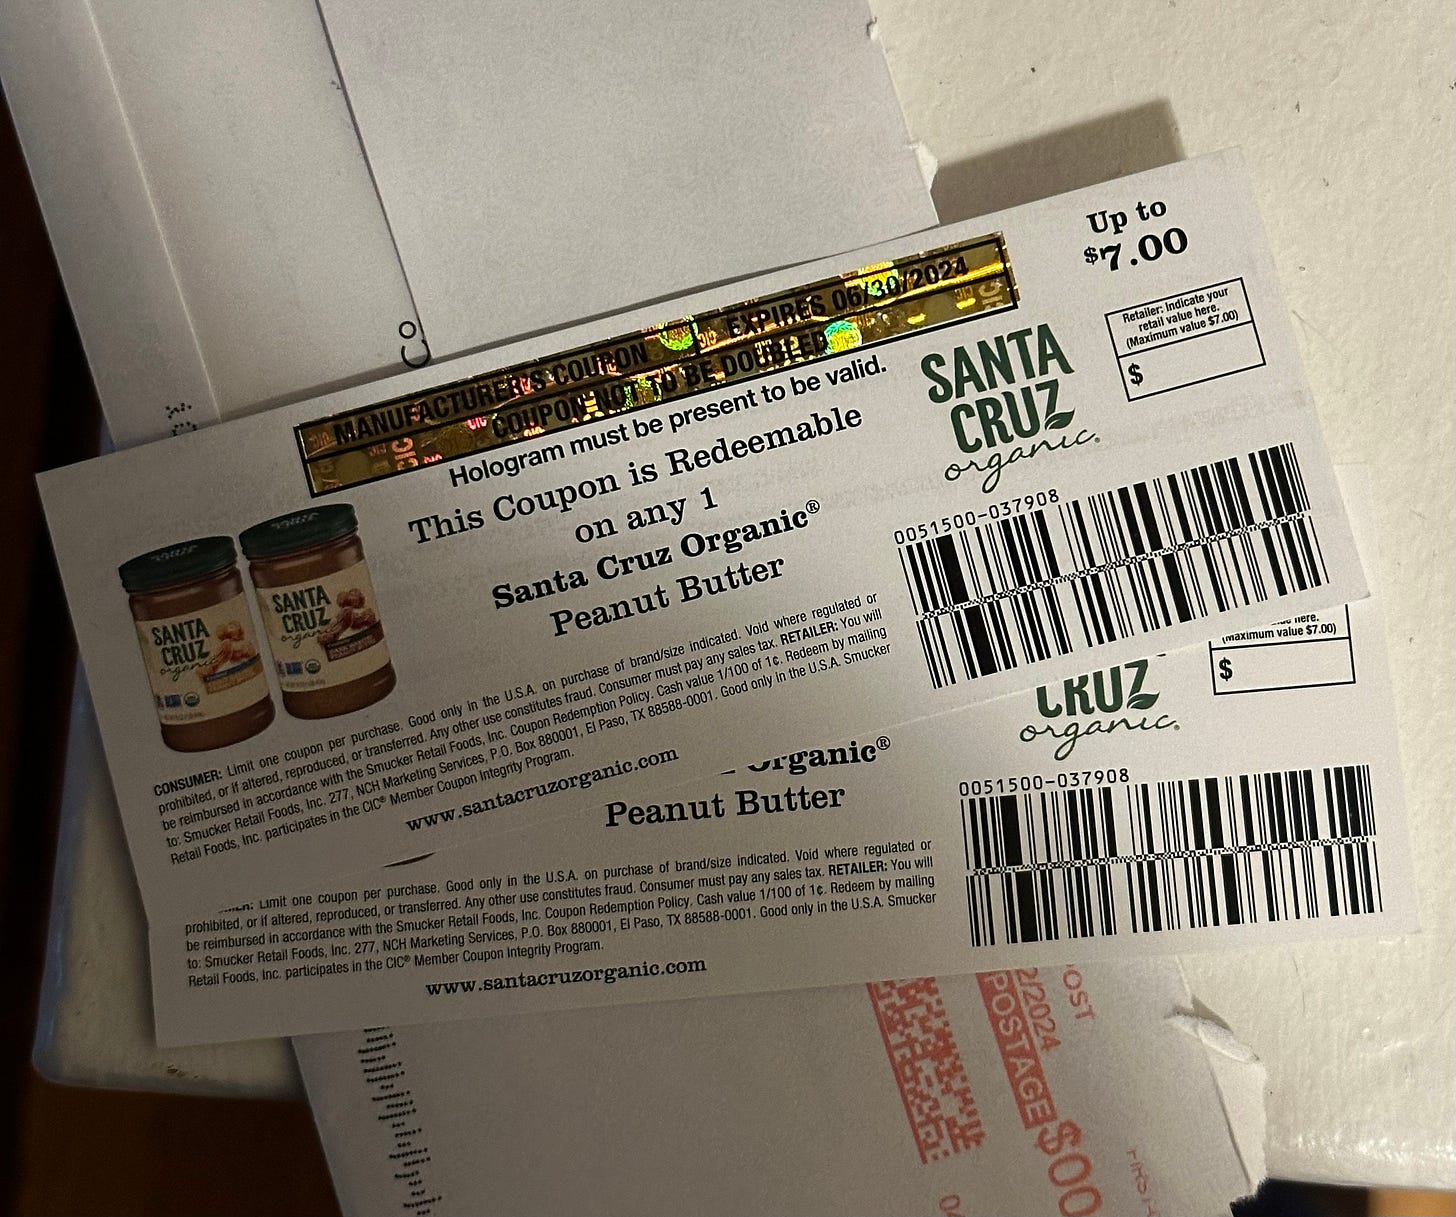 Up to
$7.00
MANUFACTURER'S COUPON EXPIRES 06/30/2024
COUPON NOT TO BE DOUBLED
Hologram must be present to be valid.
This Coupon is Redeemable
on any 1
Santa Cruz Organic®
Peanut Butter
SANTA
CRUZ
organic®
Retailer: Indicate your
retail value here.
(Maximum value $7.00)
$
0051500-037908
SANTA
CRUZ
organic
SANTA
CRUZ
organic
CONSUMER: Limit one coupon per purchase. Good only in the U.S.A. on purchase of brand/size indicated. Void where regulated or
prohibited, or if altered, reproduced, or transferred. Any other use constitutes fraud. Consumer must pay any sales tax. RETAILER: You will
be reimbursed in accordance with the Smucker Retail Foods, Inc. Coupon Redemption Policy. Cash value 1/100 of 1¢. Redeem by mailing
to: Smucker Retail Foods, Inc. 277, NCH Marketing Services, P.O. Box 880001, El Paso, TX 88588-0001. Good only in the U.S.A. Smucker
Retail Foods, Inc. participates in the CIC® Member Coupon Integrity Program.
www.santacruzorganic.com
here.
(Maximum value $7.00)
$
CRUZ
organic®
Organic®
Peanut Butter
0051500-037908
Limit one coupon per purchase. Good only in the U.S.A. on purchase of brand/size indicated. Void where regulated or
prohibited, or if altered, reproduced, or transferred. Any other use constitutes fraud. Consumer must pay any sales tax. RETAILER: You will
be reimbursed in accordance with the Smucker Retail Foods, Inc. Coupon Redemption Policy. Cash value 1/100 of 1¢. Redeem by mailing
to: Smucker Retail Foods, Inc. 277, NCH Marketing Services, P.O. Box 880001, El Paso, TX 88588-0001. Good only in the U.S.A. Smucker
Retail Foods, Inc. participates in the CIC® Member Coupon Integrity Program.
www.santacruzorganic.com
Co
OST
2/2024
POSTAGE $00